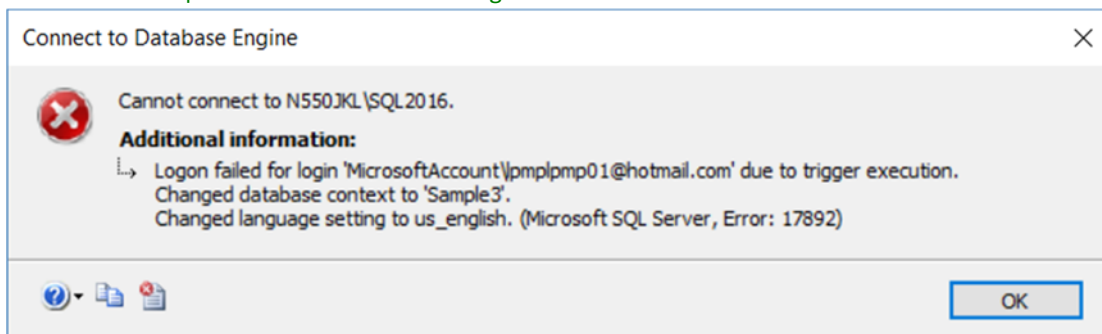 Connect to Database Engine
Cannot connect to N550JKL\SQL2016.
Additional information:
Logon failed for login 'MicrosoftAccount\lpmplpmp01@hotmail.com' due to trigger execution.
Changed database context to 'Sample3'.
Changed language setting to us_english. (Microsoft SQL Server, Error: 17892)
OK